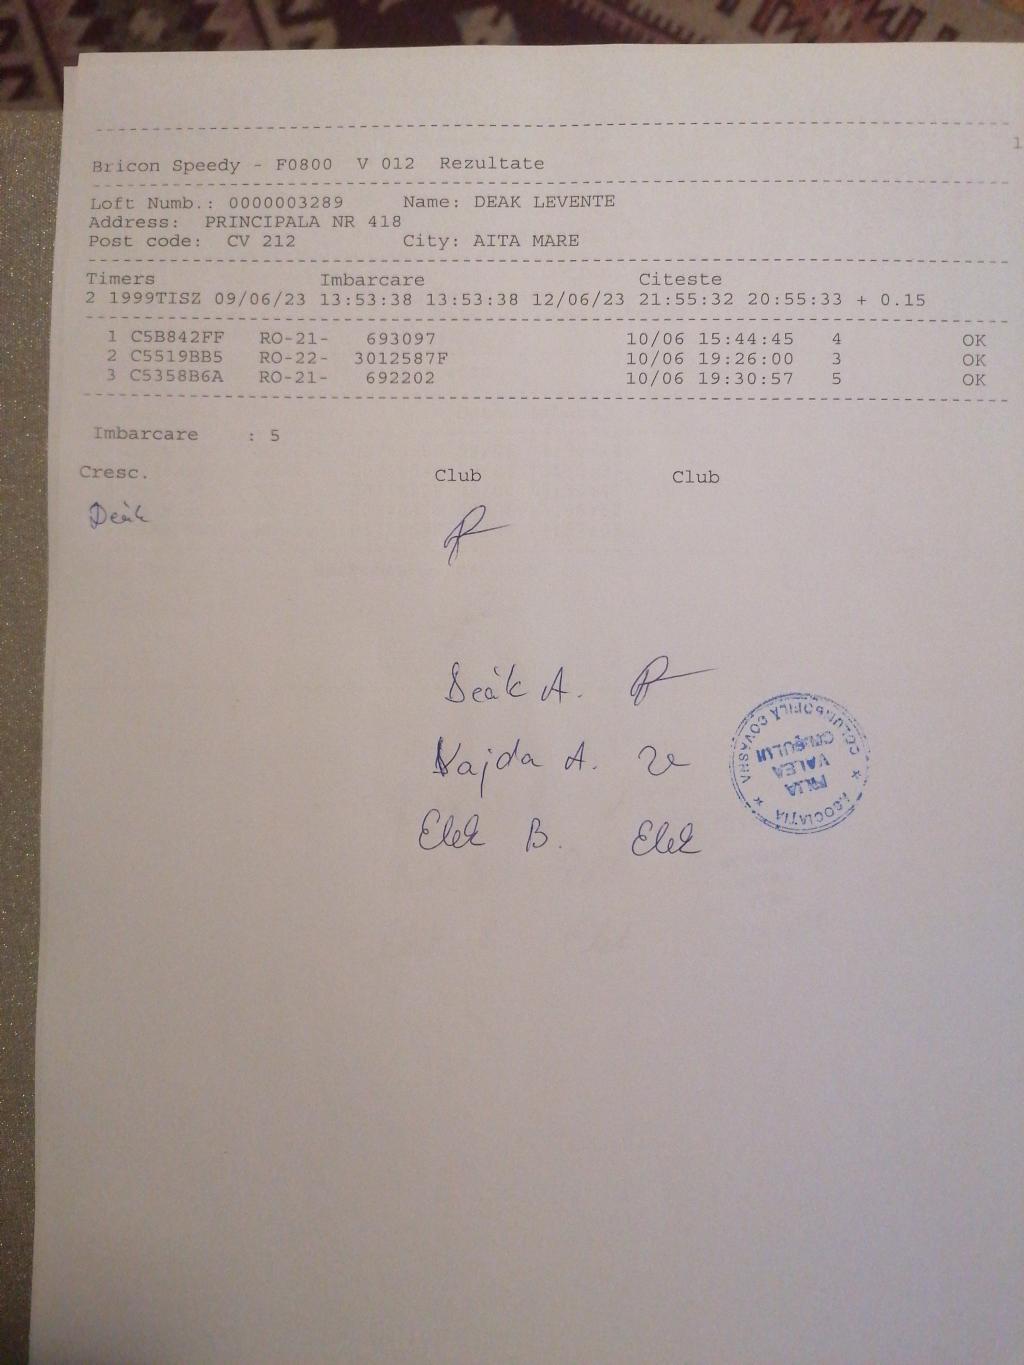 1
Bricon Speedy - F0800 V 012 Rezultate
Loft Numb.: 0000003289 Name: DEAK LEVENTE
Address: PRINCIPALA NR 418
Post code: CV 212 City: AITA MARE
Timers Imbarcare Citeste
2 1999TISZ 09/06/23 13:53:38 13:53:38 12/06/23 21:55:32 20:55:33 + 0.15
1 C5B842FF RO-21- 693097 10/06 15:44:45 4 OK
2 C5519BB5 RO-22- 3012587F 10/06 19:26:00 3 OK
3 C5358B6A RO-21- 692202 10/06 19:30:57 5 OK
Imbarcare : 5
Cresc. Club Club
Deák
Deák A.
Vajda A.
Elek B. Elek
ASOCIAȚIA COLUMBOFILĂ COVASNA
FILIA
VALEA
CRIȘULUI